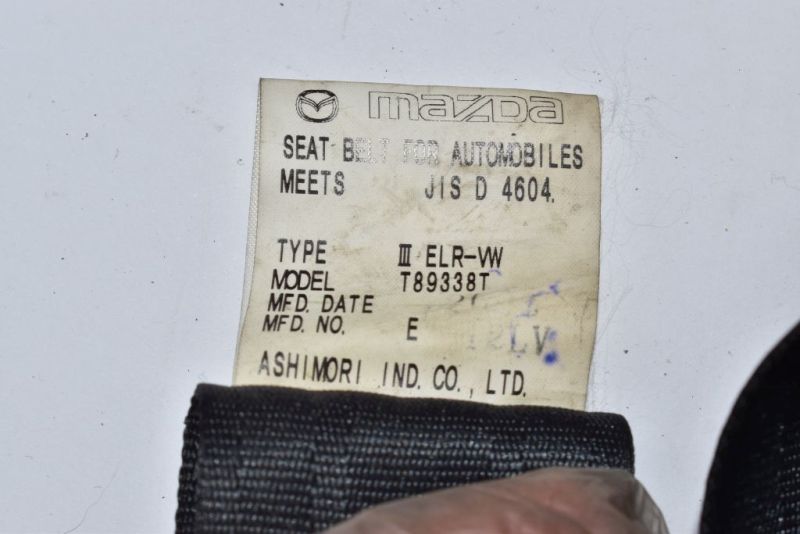 mazda
SEAT BELT FOR AUTOMOBILES
MEETS JIS D 4604.
TYPE III ELR-VW
MODEL T89338T
MFD. DATE
MFD. NO. E
ASHIMORI IND. CO., LTD.